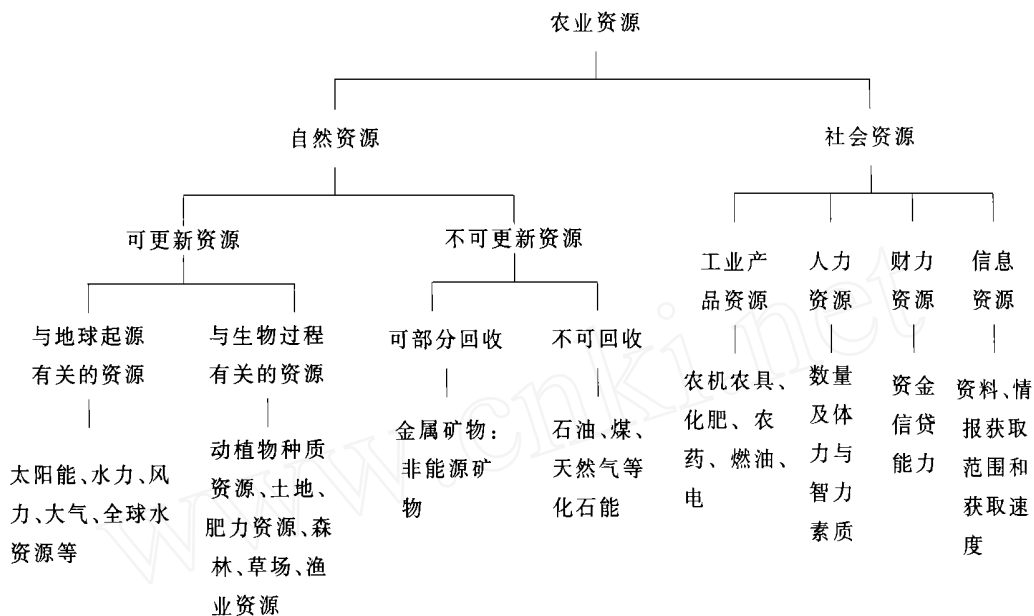 农业资源
自然资源
社会资源
可更新资源
不可更新资源
工业产
品资源
人力
资源
财力
资源
信息
资源
与地球起源
有关的资源
与生物过程
有关的资源
可部分回收
不可回收
太阳能、水力、风
力、大气、全球水
资源等
动植物种质
资源、土地、
肥力资源、森
林、草场、渔
业资源
金属矿物：
非能源矿
物
石油、煤、
天然气等
化石能
农机农具、
化肥、农
药、燃油、
电
数量
及体
力与
智力
素质
资金
信贷
能力
资料、情
报获取
范围和
获取速
度
www.cnki.net